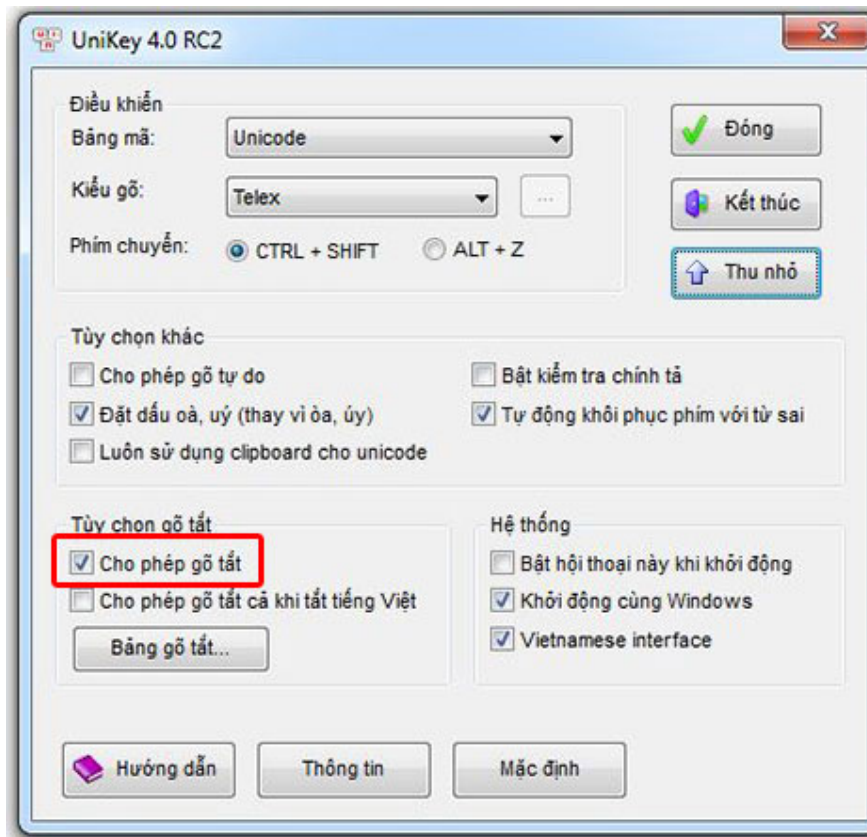 UniKey 4.0 RC2
Điều khiển
Bảng mã:
Unicode
Đóng
Kiểu gõ:
Telex
...
Kết thúc
Phím chuyển:
CTRL + SHIFT
ALT + Z
Thu nhỏ
Tùy chọn khác
Cho phép gõ tự do
Bật kiểm tra chính tả
Đặt dấu oà, uý (thay vì òa, úy)
Tự động khôi phục phím với từ sai
Luôn sử dụng clipboard cho unicode
Tùy chọn gõ tắt
Cho phép gõ tắt
Cho phép gõ tắt cả khi tắt tiếng Việt
Bảng gõ tắt...
Hệ thống
Bật hội thoại này khi khởi động
Khởi động cùng Windows
Vietnamese interface
Hướng dẫn
Thông tin
Mặc định